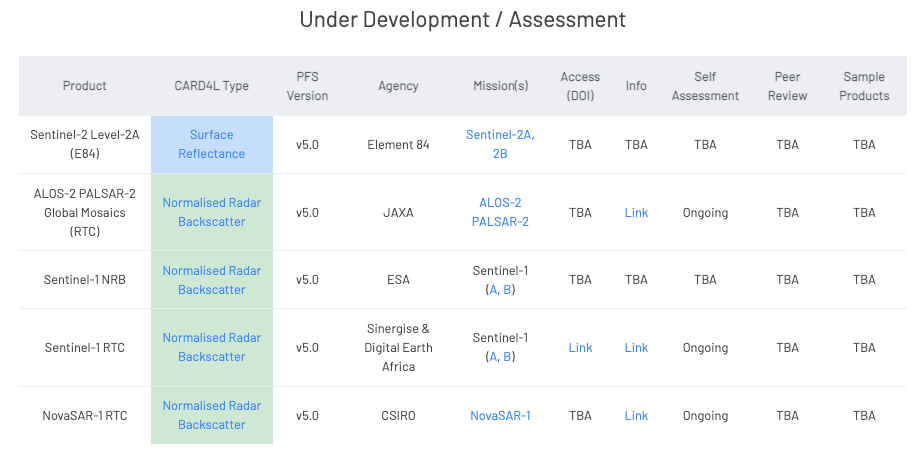 Under Development / Assessment
Product CARD4L Type PFS Version Agency Mission(s) Access (DOI) Info Self Assessment Peer Review Sample Products
Sentinel-2 Level-2A (E84) Surface Reflectance v5.0 Element 84 Sentinel-2A, 2B TBA TBA TBA TBA TBA
ALOS-2 PALSAR-2 Global Mosaics (RTC) Normalised Radar Backscatter v5.0 JAXA ALOS-2 PALSAR-2 TBA Link Ongoing TBA TBA
Sentinel-1 NRB Normalised Radar Backscatter v5.0 ESA Sentinel-1 (A, B) TBA TBA TBA TBA TBA
Sentinel-1 RTC Normalised Radar Backscatter v5.0 Sinergise & Digital Earth Africa Sentinel-1 (A, B) Link Link Ongoing TBA TBA
NovaSAR-1 RTC Normalised Radar Backscatter v5.0 CSIRO NovaSAR-1 TBA Link Ongoing TBA TBA